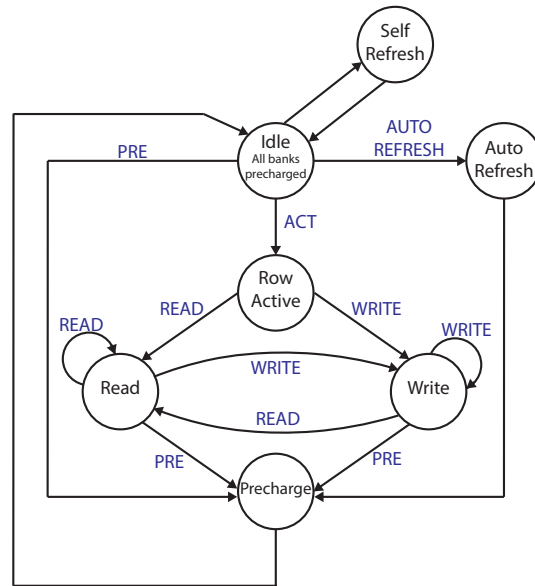 Self
Refresh
Idle
All banks
precharged
PRE
AUTO
REFRESH
Auto
Refresh
ACT
Row
Active
READ
WRITE
READ
WRITE
Read
WRITE
Write
READ
PRE
PRE
Precharge